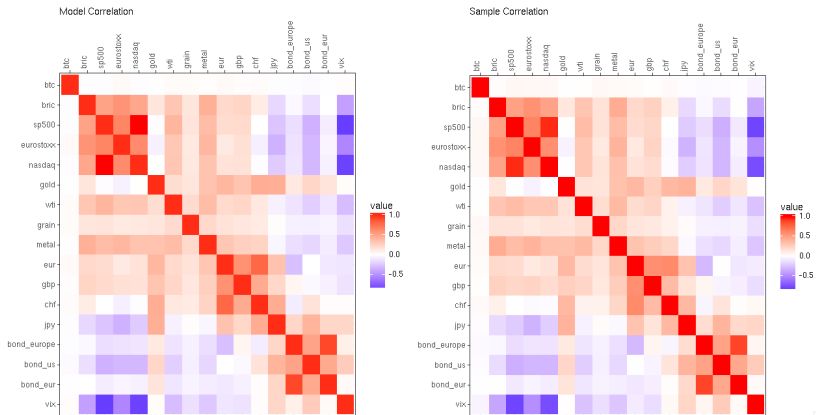 Model Correlation
btc
bric
sp500
eurostoxx
nasdaq
gold
wti
grain
metal
eur
gbp
chf
jpy
bond_europe
bond_us
bond_eur
vix
btc
bric
sp500
eurostoxx
nasdaq
gold
wti
grain
metal
eur
gbp
chf
jpy
bond_europe
bond_us
bond_eur
vix
value
1.0
0.5
0.0
−0.5
Sample Correlation
btc
bric
sp500
eurostoxx
nasdaq
gold
wti
grain
metal
eur
gbp
chf
jpy
bond_europe
bond_us
bond_eur
vix
btc
bric
sp500
eurostoxx
nasdaq
gold
wti
grain
metal
eur
gbp
chf
jpy
bond_europe
bond_us
bond_eur
vix
value
1.0
0.5
0.0
−0.5